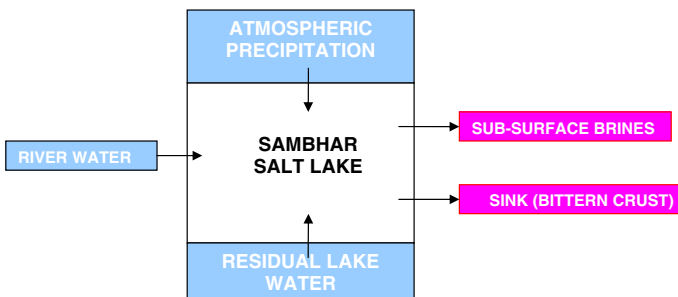 ATMOSPHERIC
PRECIPITATION
SUB-SURFACE BRINES
SAMBHAR
SALT LAKE
RIVER WATER
SINK (BITTERN CRUST)
RESIDUAL LAKE
WATER